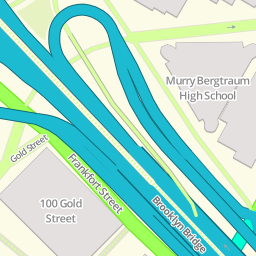 Murry Bergtraum
High School
Gold Street
Frankfort Street
100 Gold
Street
Brooklyn Bridge